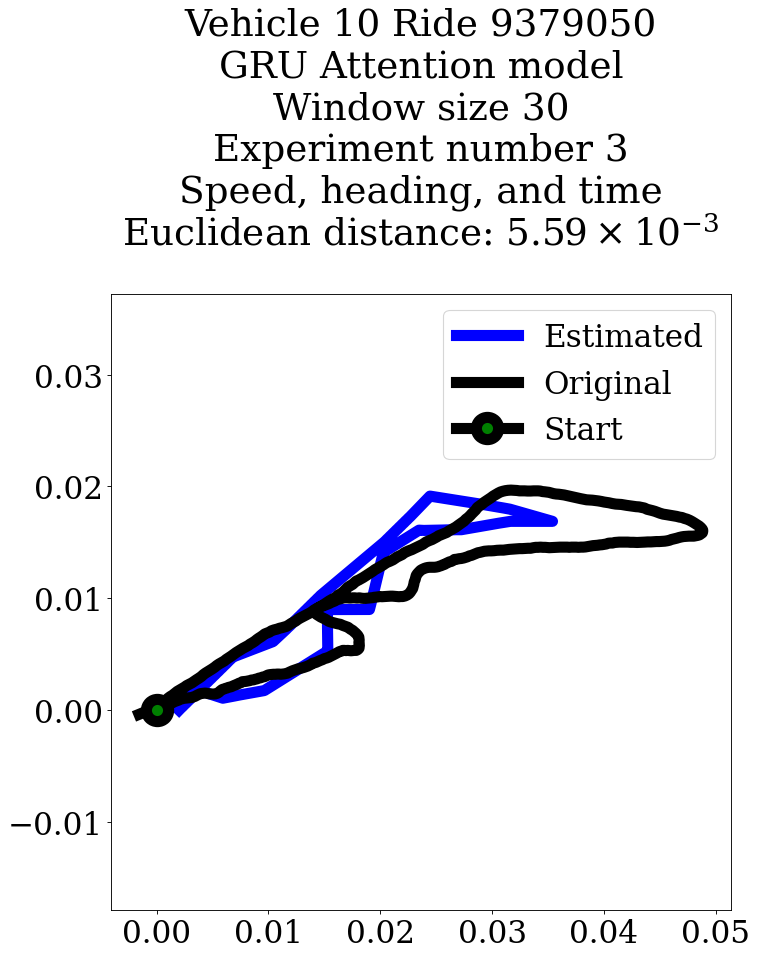 Vehicle 10 Ride 9379050
GRU Attention model
Window size 30
Experiment number 3
Speed, heading, and time
Euclidean distance: 5.59 × 10⁻³
Estimated
Original
Start
0.03
0.02
0.01
0.00
−0.01
0.00 0.01 0.02 0.03 0.04 0.05